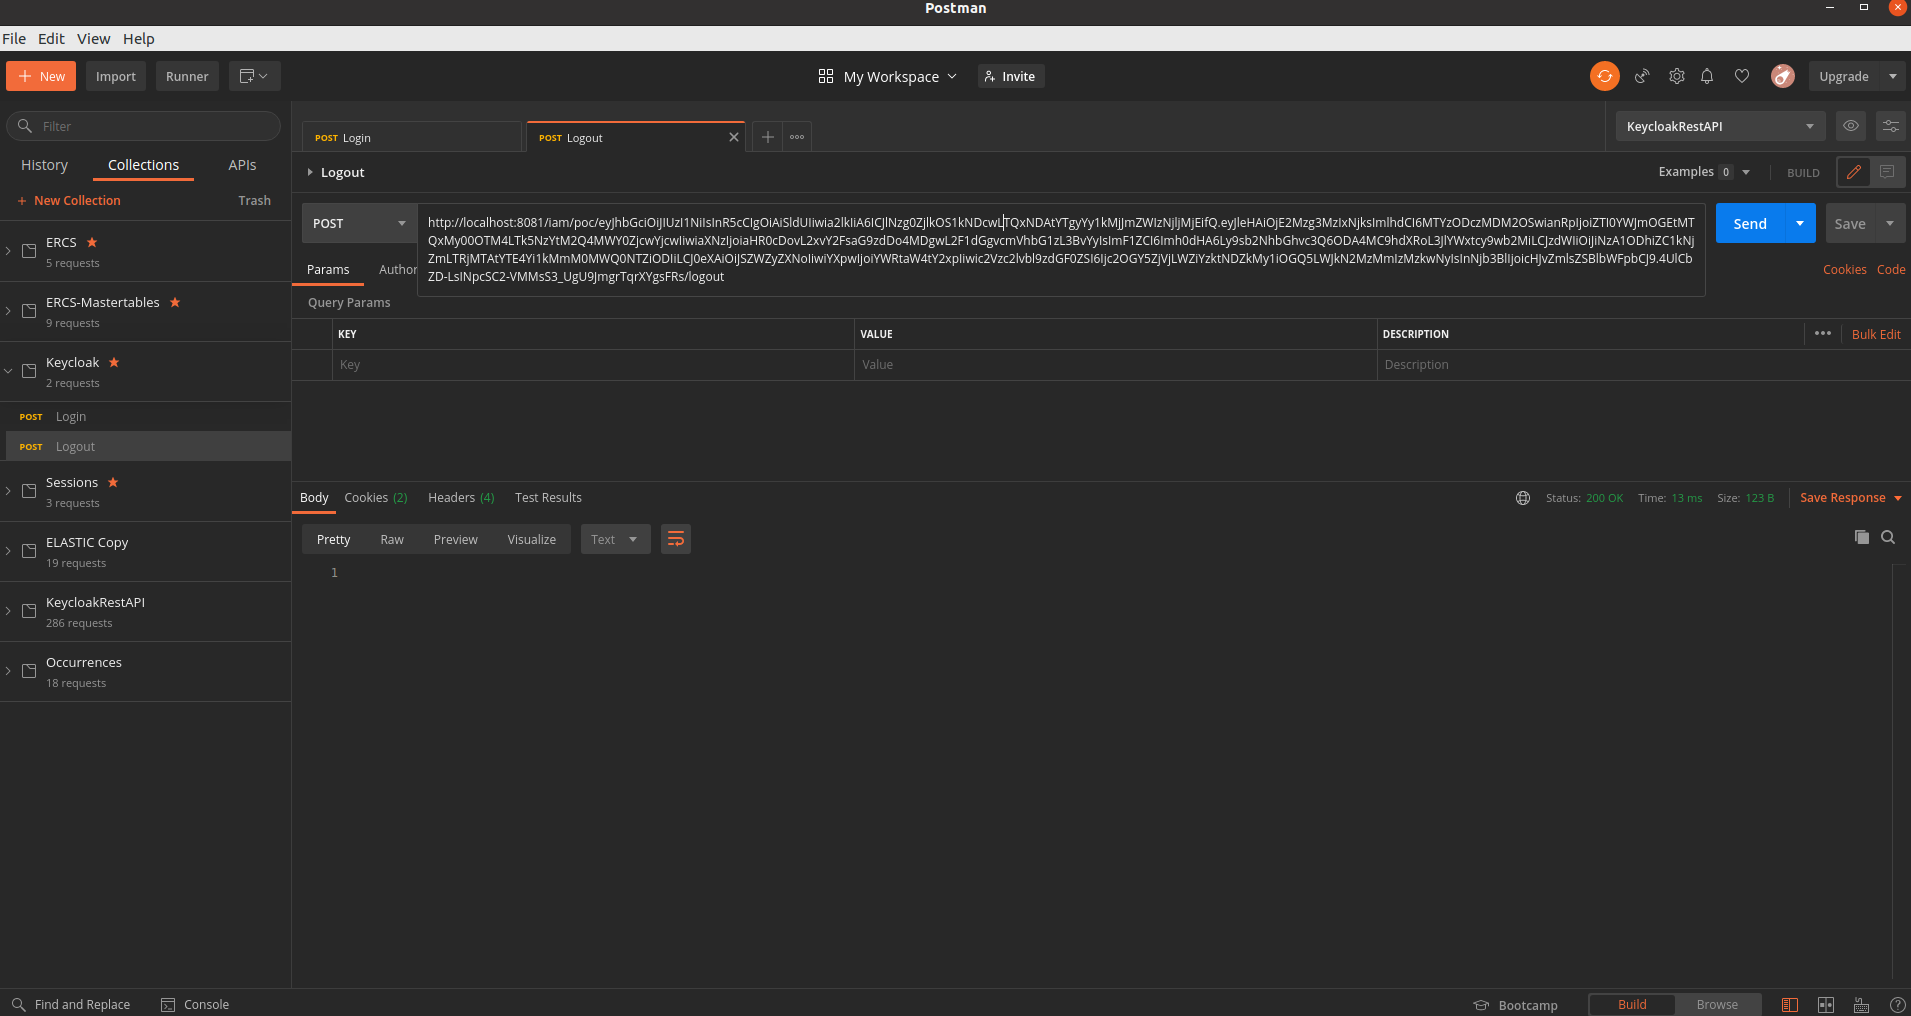 Postman
File Edit View Help
New Import Runner My Workspace Invite Upgrade
Filter
History Collections APIs
New Collection Trash
ERCS
5 requests
ERCS-Mastertables
9 requests
Keycloak
2 requests
POST Login
POST Logout
Sessions
3 requests
ELASTIC Copy
19 requests
KeycloakRestAPI
286 requests
Occurrences
18 requests
POST Login POST Logout KeycloakRestAPI
Logout Examples 0 BUILD
POST
http://localhost:8081/iam/poc/
/logout
Send Save
Params Author Cookies Code
Query Params
KEY VALUE DESCRIPTION Bulk Edit
Key Value Description
Body Cookies (2) Headers (4) Test Results Status: 200 OK Time: 13 ms Size: 123 B Save Response
Pretty Raw Preview Visualize Text
1
Find and Replace Console Bootcamp Build Browse